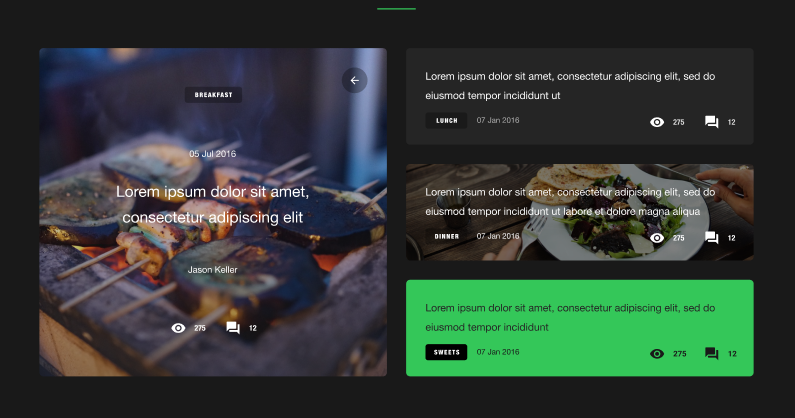 BREAKFAST
05 Jul 2016
Lorem ipsum dolor sit amet,
consectetur adipiscing elit
Jason Keller
275 12
Lorem ipsum dolor sit amet, consectetur adipiscing elit, sed do
eiusmod tempor incididunt ut
LUNCH 07 Jan 2016 275 12
Lorem ipsum dolor sit amet, consectetur adipiscing elit, sed do
eiusmod tempor incididunt ut labore et dolore magna aliqua
DINNER 07 Jan 2016 275 12
Lorem ipsum dolor sit amet, consectetur adipiscing elit, sed do
eiusmod tempor incididunt
SWEETS 07 Jan 2016 275 12